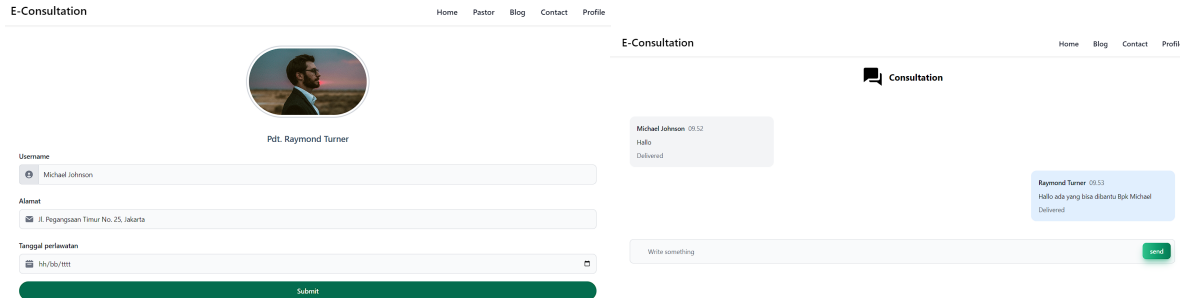 E-Consultation
Home Pastor Blog Contact Profile
Pdt. Raymond Turner
Username
Michael Johnson
Alamat
Jl. Pegangsaan Timur No. 25, Jakarta
Tanggal perlawatan
hh/bb/tttt
Submit
E-Consultation
Home Blog Contact Profil
Consultation
Michael Johnson 09.52
Hallo
Delivered
Raymond Turner 09.53
Hallo ada yang bisa dibantu Bpk Michael
Delivered
Write something
send